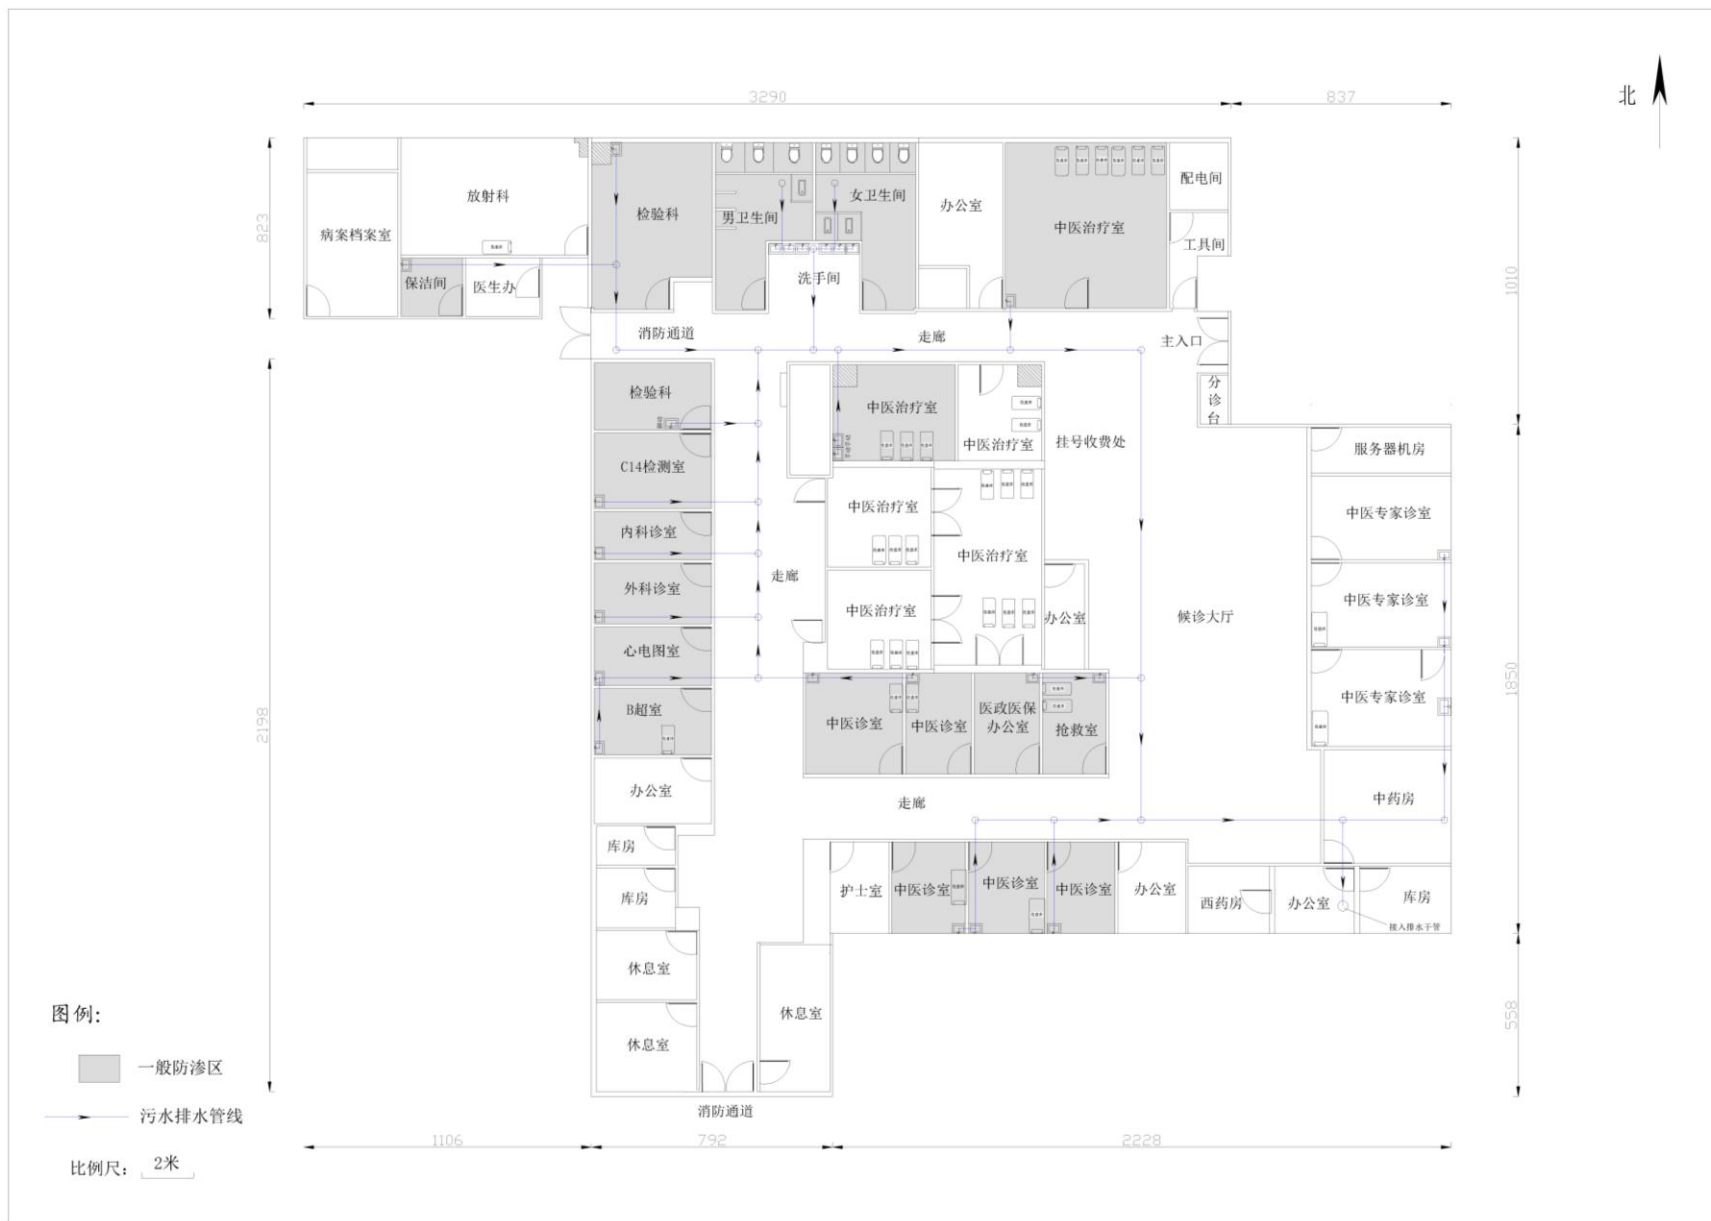 3290
837
北
823
1010
2198
1850
558
病案档案室
放射科
保洁间
医生办
检验科
男卫生间
女卫生间
洗手间
办公室
中医治疗室
配电间
工具间
消防通道
走廊
主入口
分诊台
检验科
C14检测室
内科诊室
外科诊室
心电图室
B超室
办公室
库房
库房
休息室
休息室
走廊
中医治疗室
中医治疗室
中医治疗室
中医治疗室
中医治疗室
挂号收费处
办公室
候诊大厅
服务器机房
中医专家诊室
中医专家诊室
中医专家诊室
中药房
中医诊室
中医诊室
医政医保
办公室
抢救室
走廊
护士室
中医诊室
中医诊室
中医诊室
办公室
西药房
办公室
库房
接入排水干管
休息室
消防通道
1106
792
2228
图例:
一般防渗区
污水排水管线
比例尺: 2米